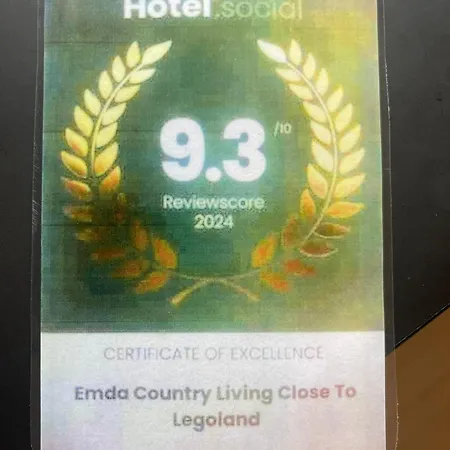 Hotel.social
9.3 /10
Reviewscore
2024
CERTIFICATE OF EXCELLENCE
Emda Country Living Close To
Legoland